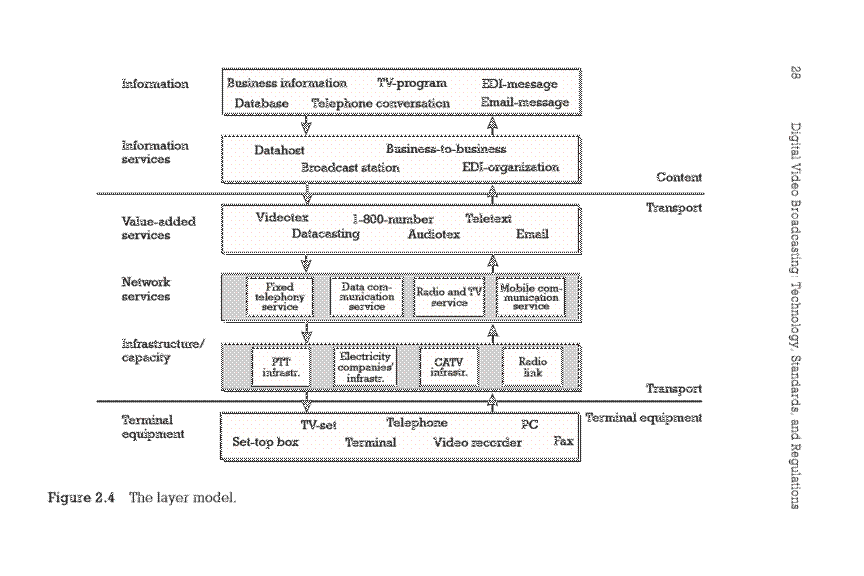 28 Digital Video Broadcasting: Technology, Standards, and Regulations
Information
Business information TV-program EDI-message
Database Telephone conversation Email-message
Information
services
Datahost Business-to-business
Broadcast station EDI-organization
Content
Transport
Value-added
services
Videotex 1-800-number Teletext
Datacasting Audiotex Email
Network
services
Fixed
telephony
service
Data com-
munication
service
Radio and TV
service
Mobile com-
munication
service
Infrastructure/
capacity
PTT
infrastr.
Electricity
companies'
infrastr.
CATV
infrastr.
Radio
link
Transport
Terminal equipment
Terminal
equipment
TV-set Telephone PC
Set-top box Terminal Video recorder Fax
Figure 2.4 The layer model.